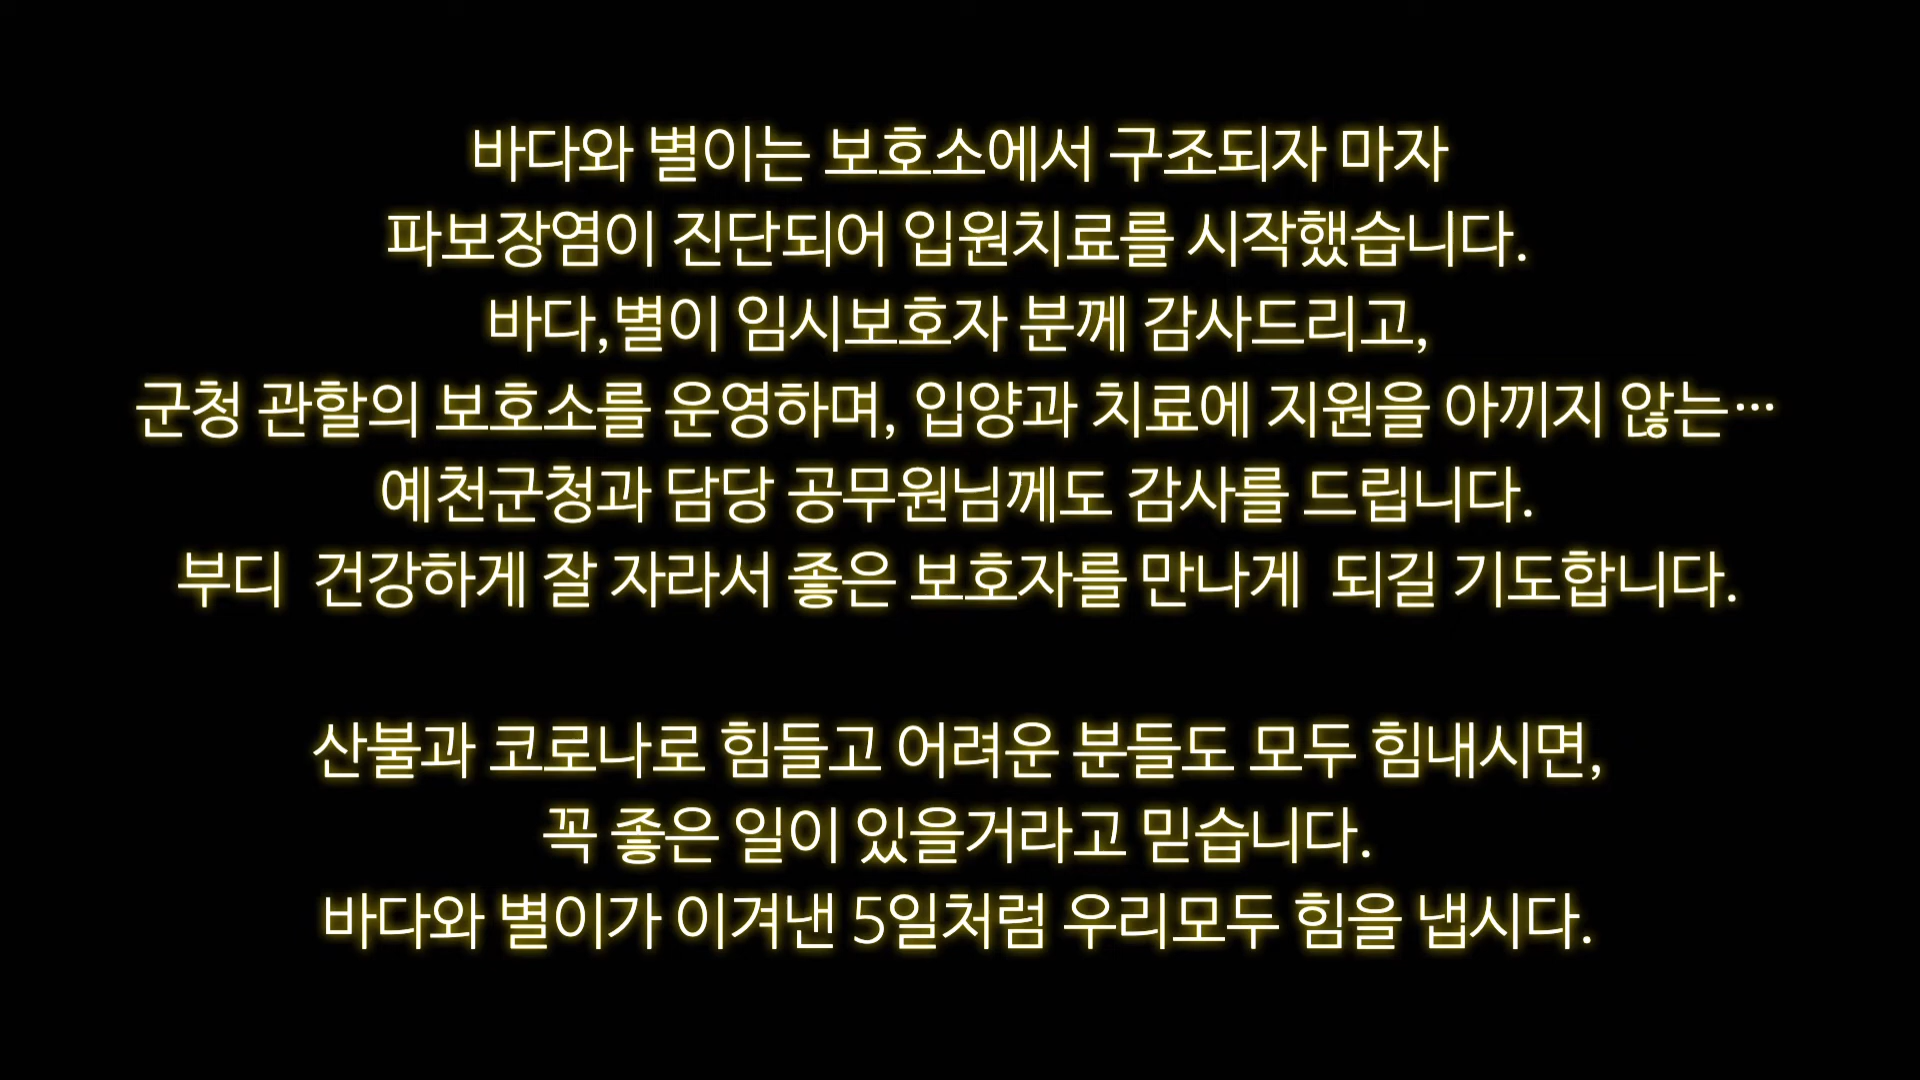 바다와 별이는 보호소에서 구조되자 마자
파보장염이 진단되어 입원치료를 시작했습니다.
바다,별이 임시보호자 분께 감사드리고,
군청 관할의 보호소를 운영하며, 입양과 치료에 지원을 아끼지 않는…
예천군청과 담당 공무원님께도 감사를 드립니다.
부디  건강하게 잘 자라서 좋은 보호자를 만나게  되길 기도합니다.
산불과 코로나로 힘들고 어려운 분들도 모두 힘내시면,
꼭 좋은 일이 있을거라고 믿습니다.
바다와 별이가 이겨낸 5일처럼 우리모두 힘을 냅시다.